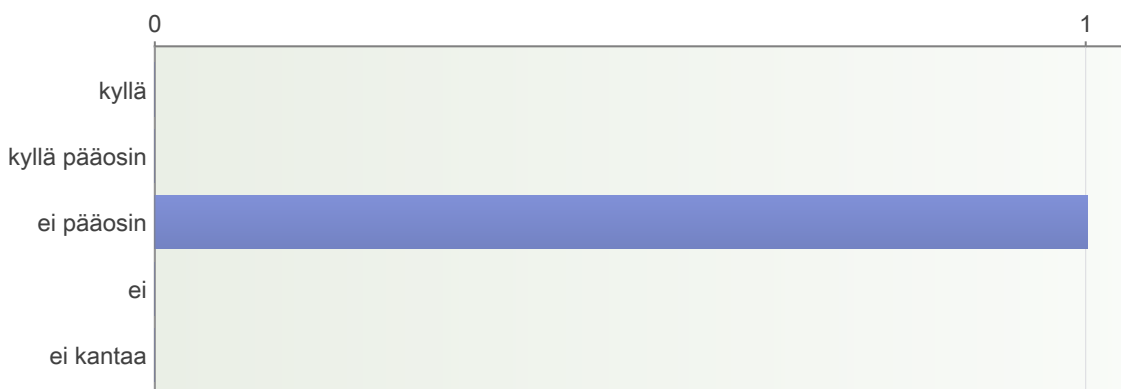 0 1
kyllä
kyllä pääosin
ei pääosin
ei
ei kantaa